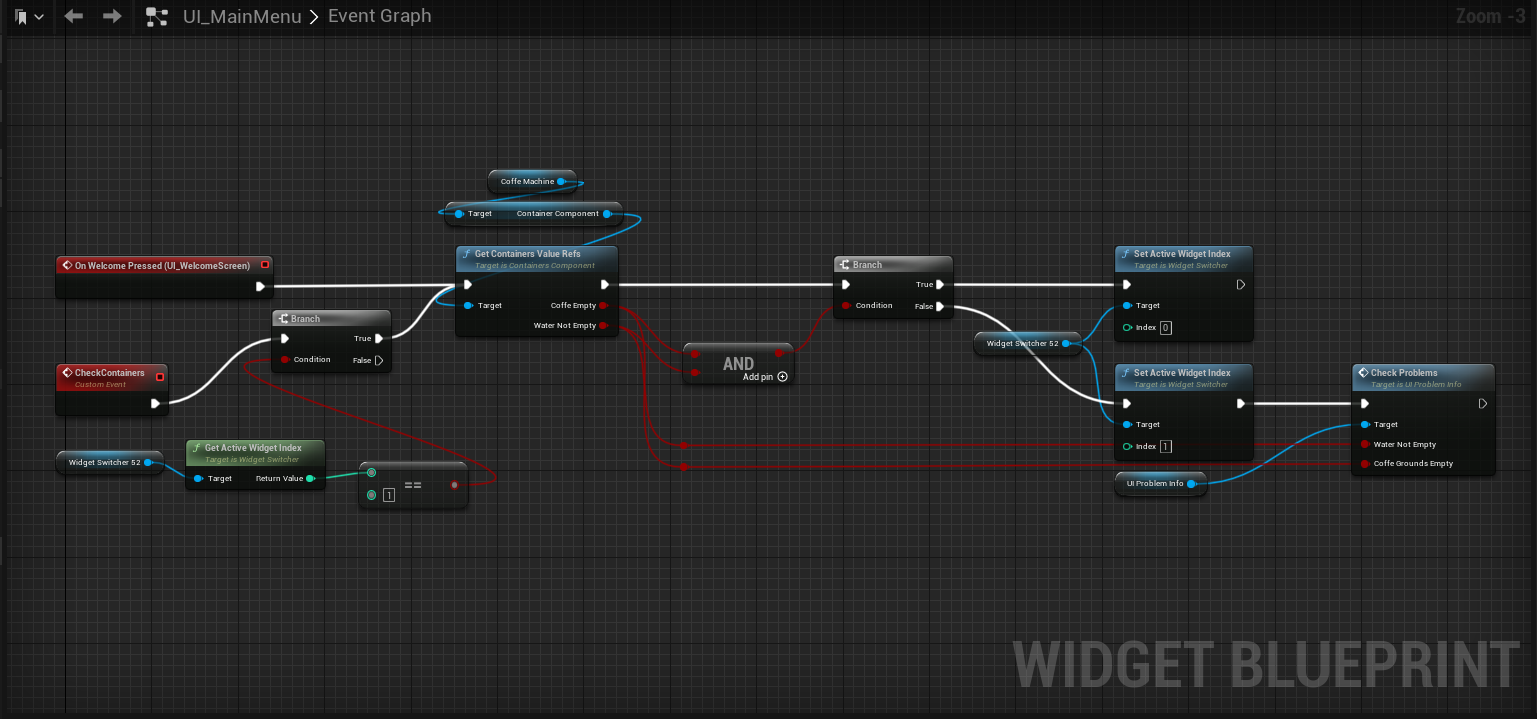 UI_MainMenu > Event Graph
Zoom -3
Coffe Machine
Target Container Component
On Welcome Pressed (UI_WelcomeScreen)
Get Containers Value Refs
Target is Containers Component
Target Coffe Empty
Water Not Empty
Branch
True
Condition False
CheckContainers
Custom Event
Widget Switcher 52
Get Active Widget Index
Target is Widget Switcher
Target Return Value
==
1
AND
Add pin
Branch
True
Condition False
Widget Switcher 52
Set Active Widget Index
Target is Widget Switcher
Target
Index 0
Set Active Widget Index
Target is Widget Switcher
Target
Index 1
UI Problem Info
Check Problems
Target is UI Problem Info
Target
Water Not Empty
Coffe Grounds Empty
WIDGET BLUEPRINT